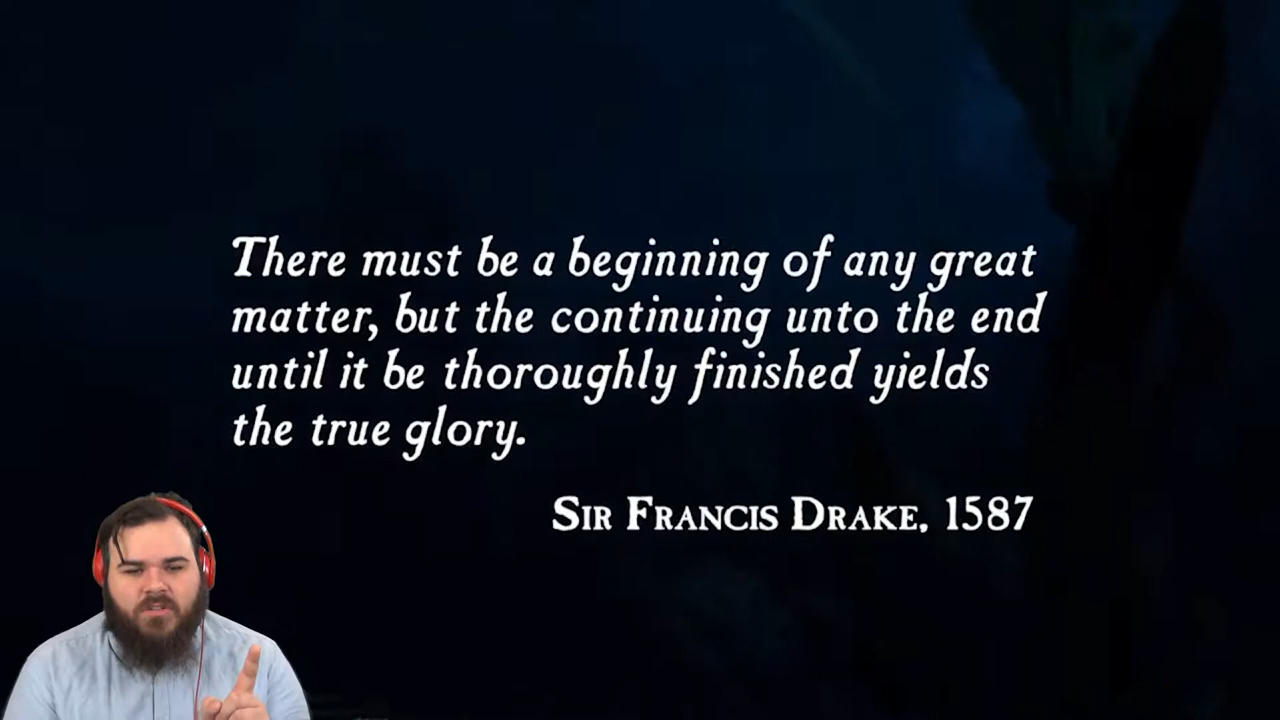 There must be a beginning of any great
matter, but the continuing unto the end
until it be thoroughly finished yields
the true glory.
Sir Francis Drake, 1587